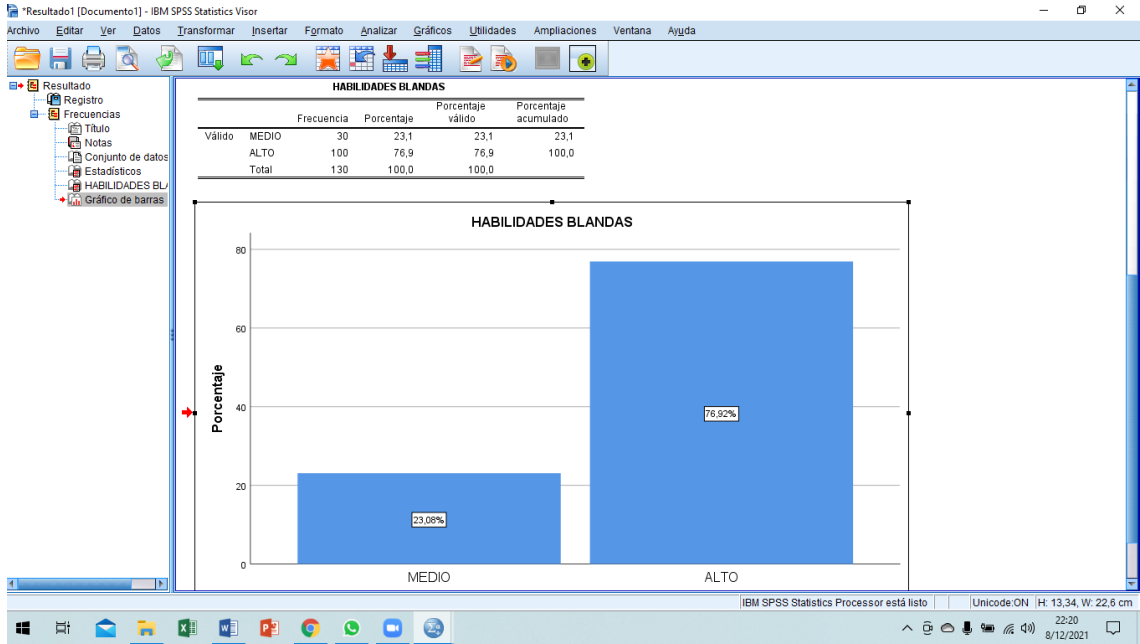 *Resultado1 [Documento1] - IBM SPSS Statistics Visor
Archivo Editar Ver Datos Transformar Insertar Formato Analizar Gráficos Utilidades Ampliaciones Ventana Ayuda
Resultado
Registro
Frecuencias
Título
Notas
Conjunto de datos
Estadísticos
HABILIDADES BL
Gráfico de barras
HABILIDADES BLANDAS
Frecuencia Porcentaje Porcentaje válido Porcentaje acumulado
Válido MEDIO 30 23,1 23,1 23,1
ALTO 100 76,9 76,9 100,0
Total 130 100,0 100,0
HABILIDADES BLANDAS
Porcentaje
80
60
40
20
0
76,92%
23,08%
MEDIO ALTO
IBM SPSS Statistics Processor está listo Unicode:ON H: 13,34, W: 22,6 cm
22:20
8/12/2021